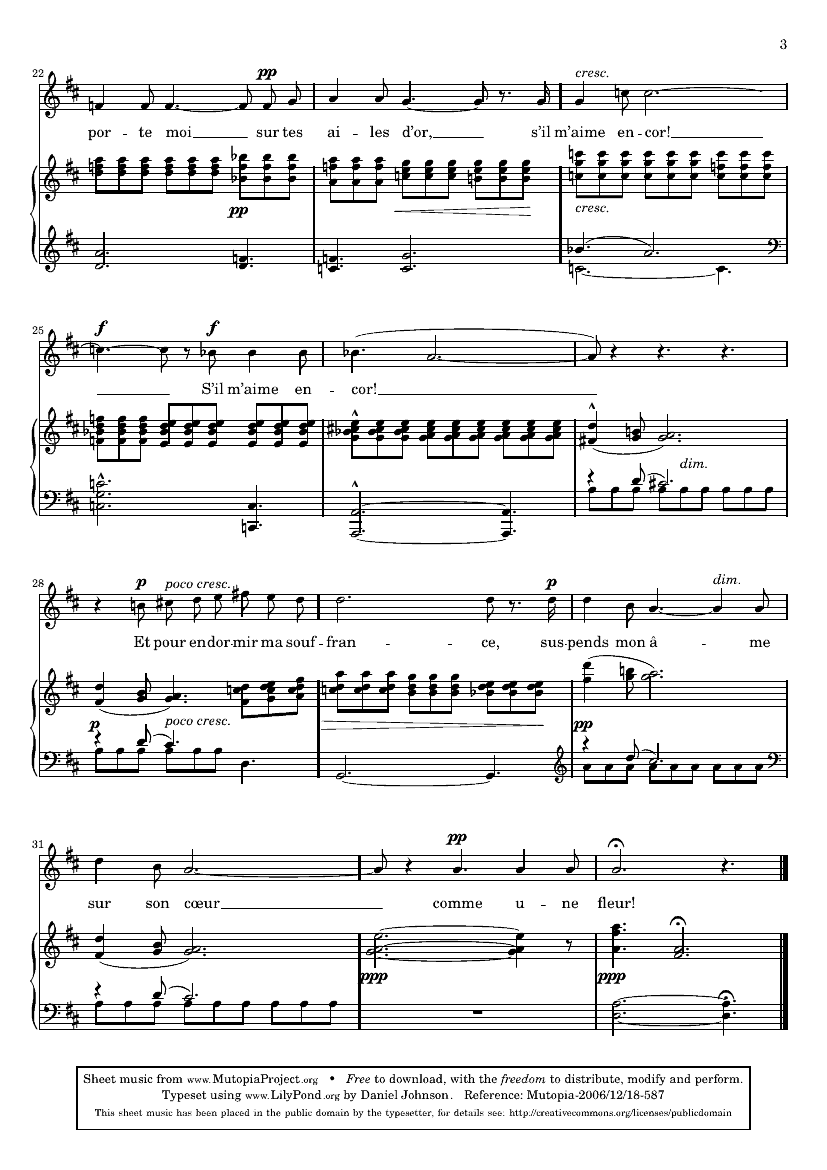 3
22
pp
cresc.
por - te moi sur tes ai - les d’or, s’il m’aime en - cor!
pp
cresc.
25
f f
S’il m’aime en - cor!
dim.
28
p poco cresc. p dim.
Et pour endor-mir ma souf - fran - ce, sus-pends mon â - me
p poco cresc. pp
31
pp
sur son cœur comme u - ne fleur!
ppp ppp
Sheet music from www.MutopiaProject.org • Free to download, with the freedom to distribute, modify and perform.
Typeset using www.LilyPond.org by Daniel Johnson. Reference: Mutopia-2006/12/18-587
This sheet music has been placed in the public domain by the typesetter, for details see: http://creativecommons.org/licenses/publicdomain